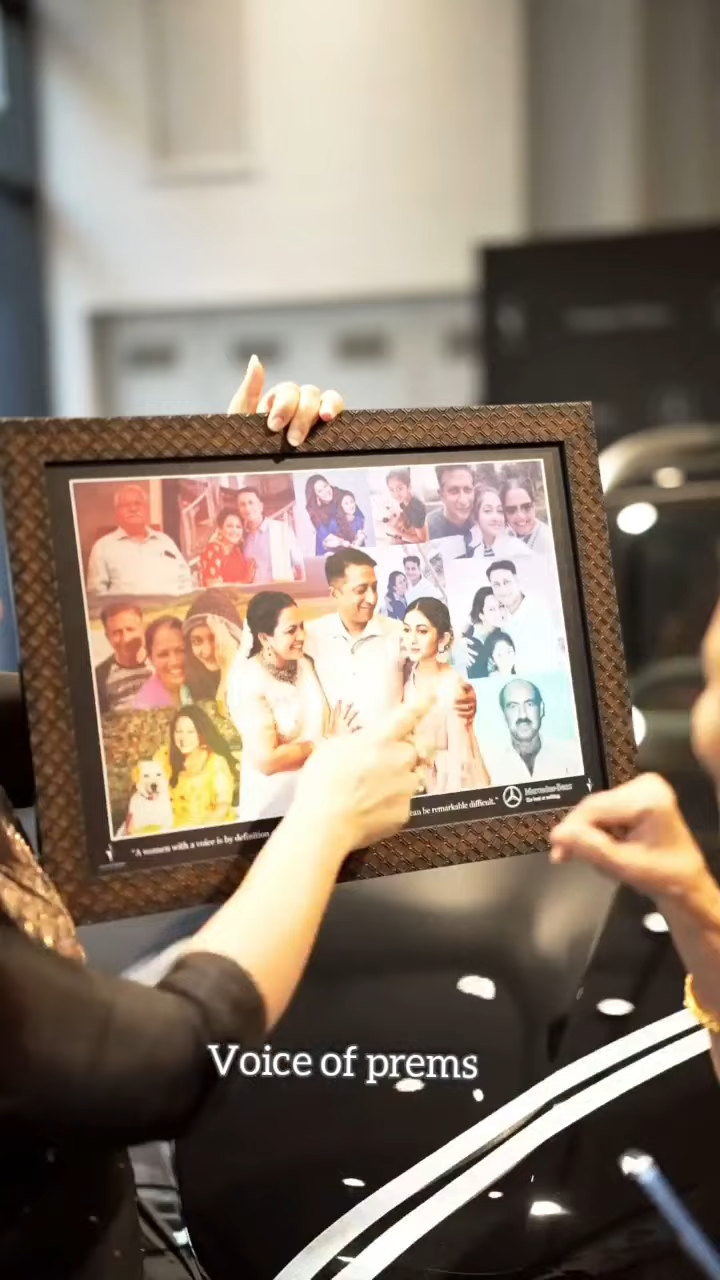 "A women with a voice is by definition
can be remarkable difficult."
Mercedes-Benz
The best or nothing.
Voice of prems